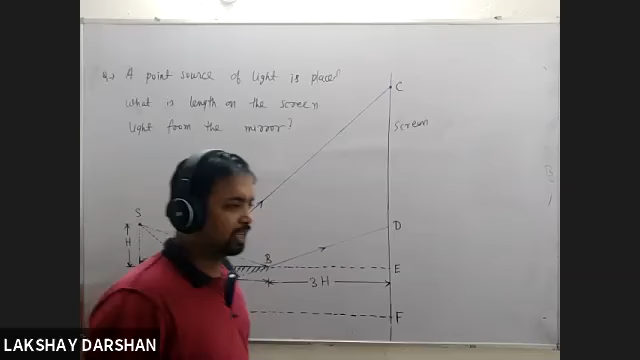 Q. A point source of light is placed
what is length on the screen
light from the mirror?
C
Screen
S
H
D
B
E
3H
F
LAKSHAY DARSHAN